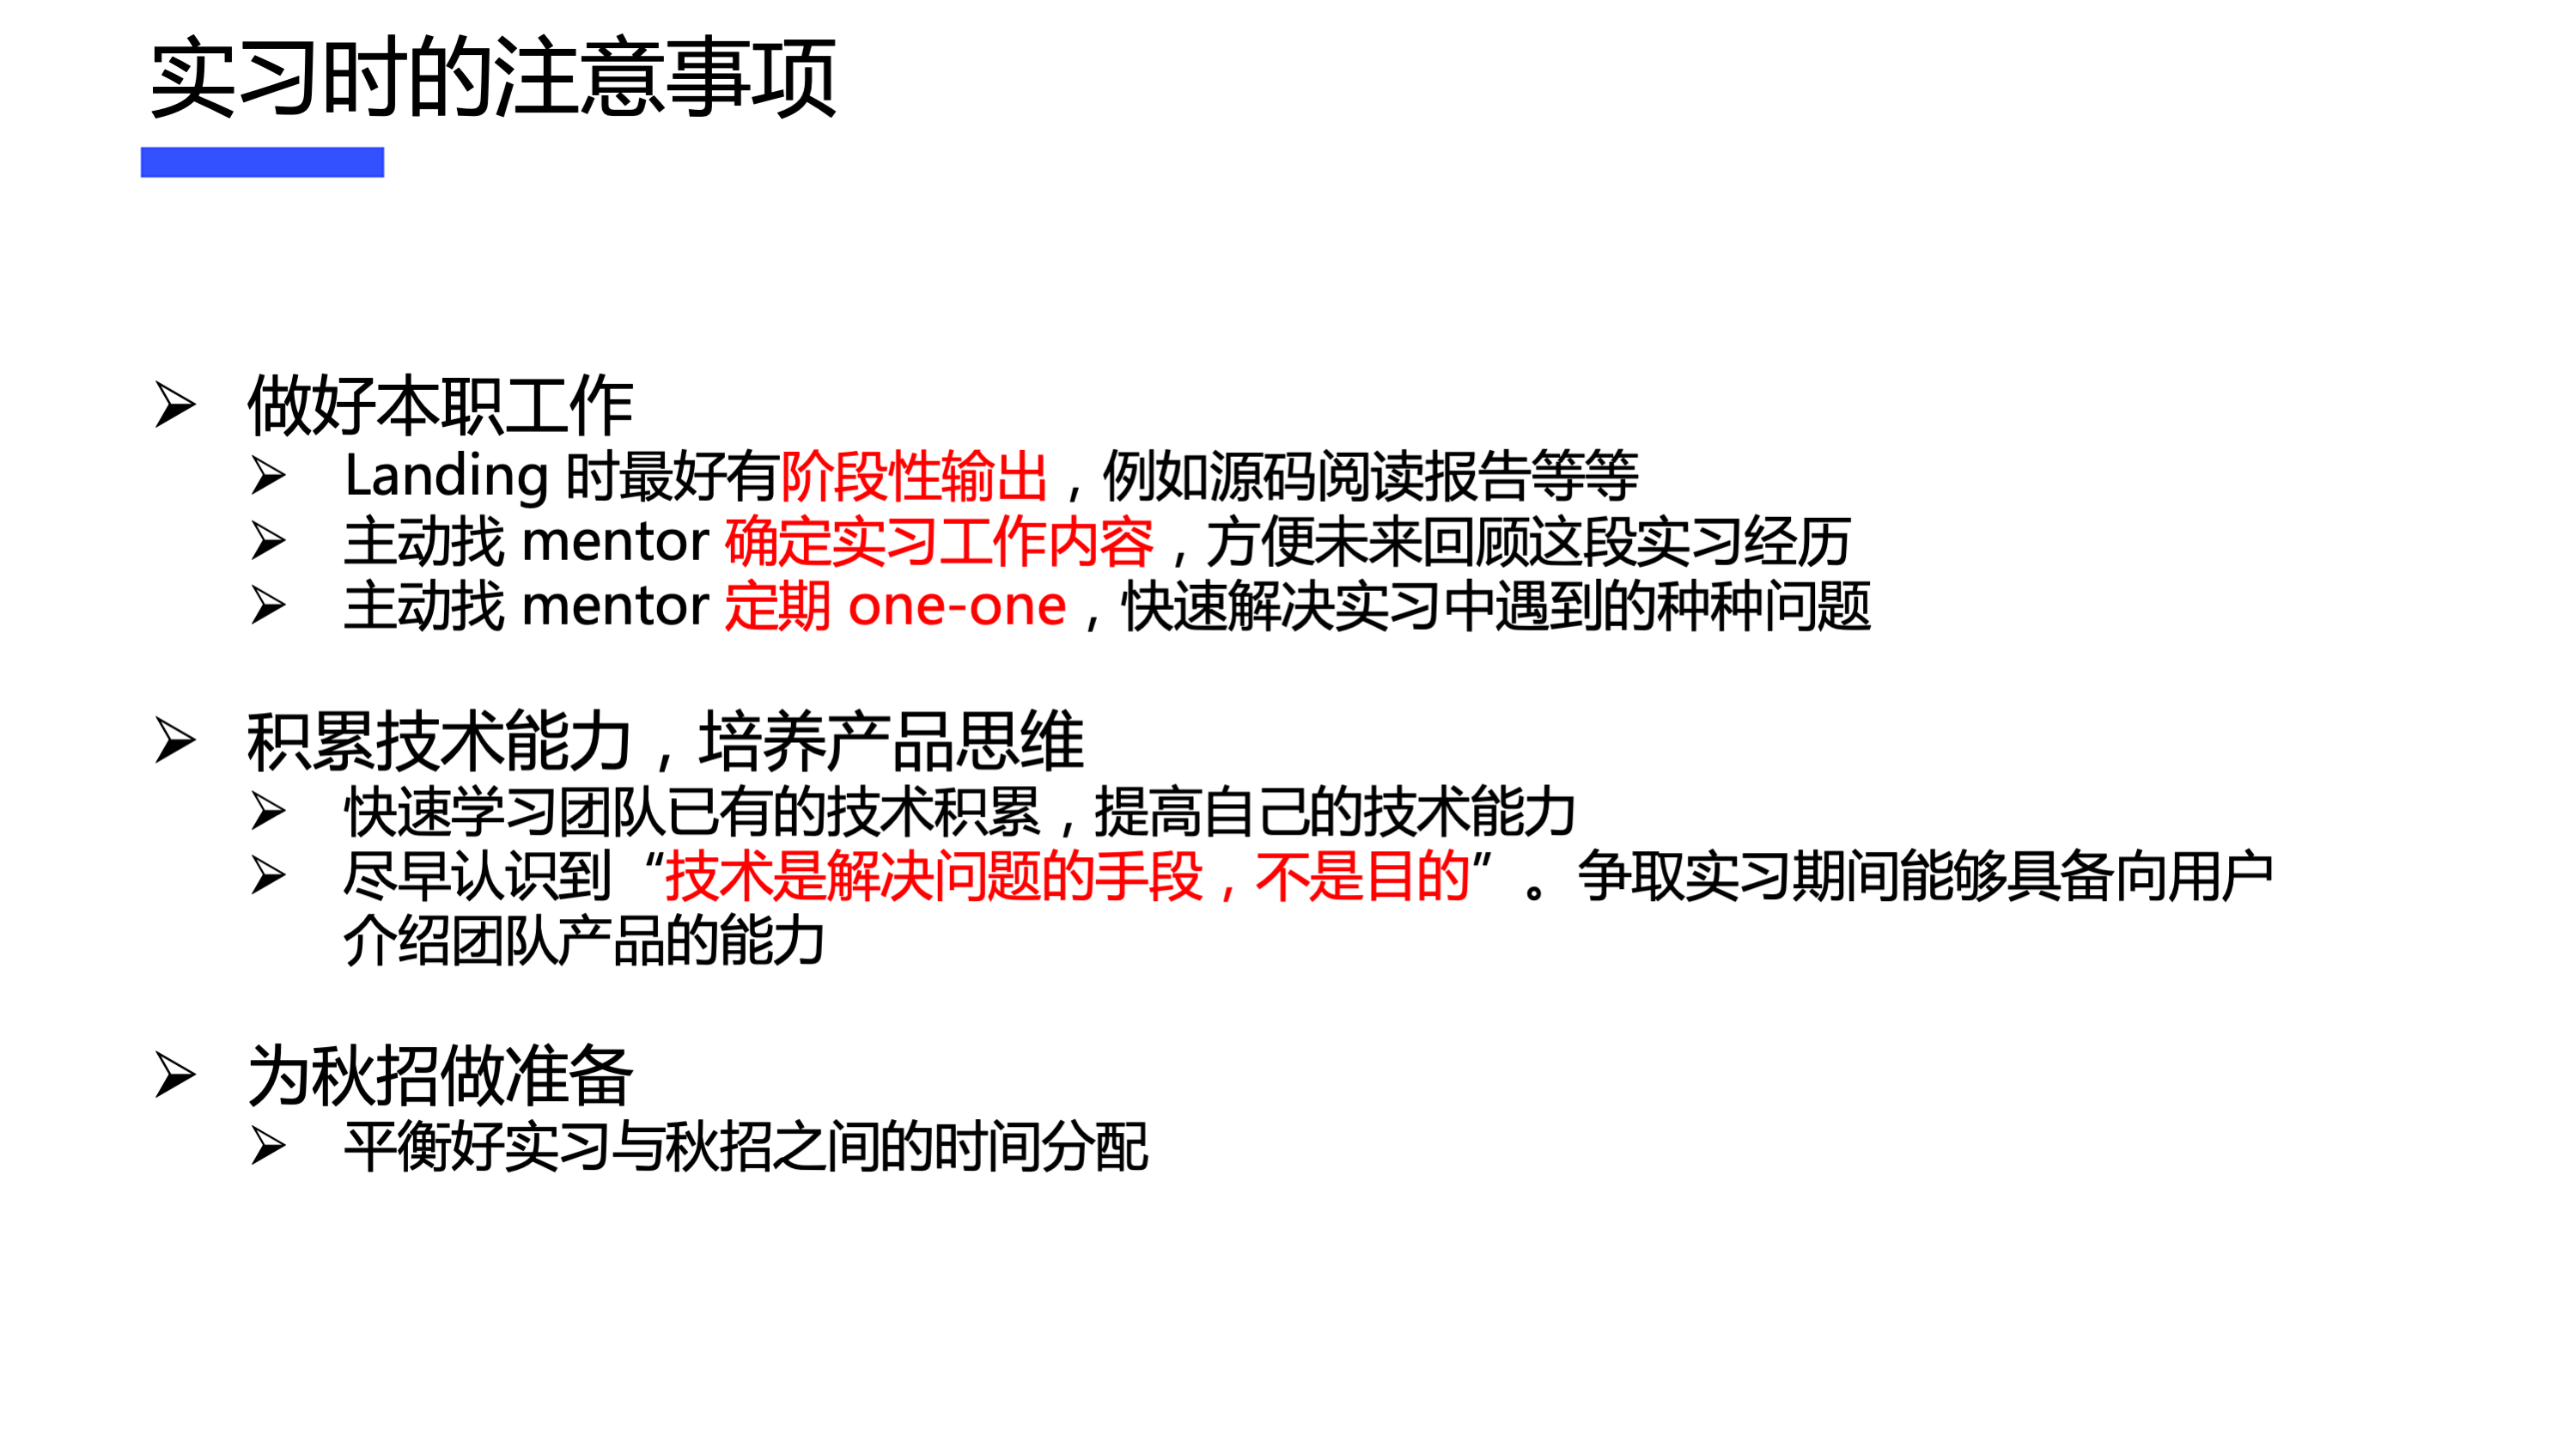 实习时的注意事项
做好本职工作
Landing 时最好有阶段性输出，例如源码阅读报告等等
主动找 mentor 确定实习工作内容，方便未来回顾这段实习经历
主动找 mentor 定期 one-one，快速解决实习中遇到的种种问题
积累技术能力，培养产品思维
快速学习团队已有的技术积累，提高自己的技术能力
尽早认识到“技术是解决问题的手段，不是目的”。争取实习期间能够具备向用户
介绍团队产品的能力
为秋招做准备
平衡好实习与秋招之间的时间分配